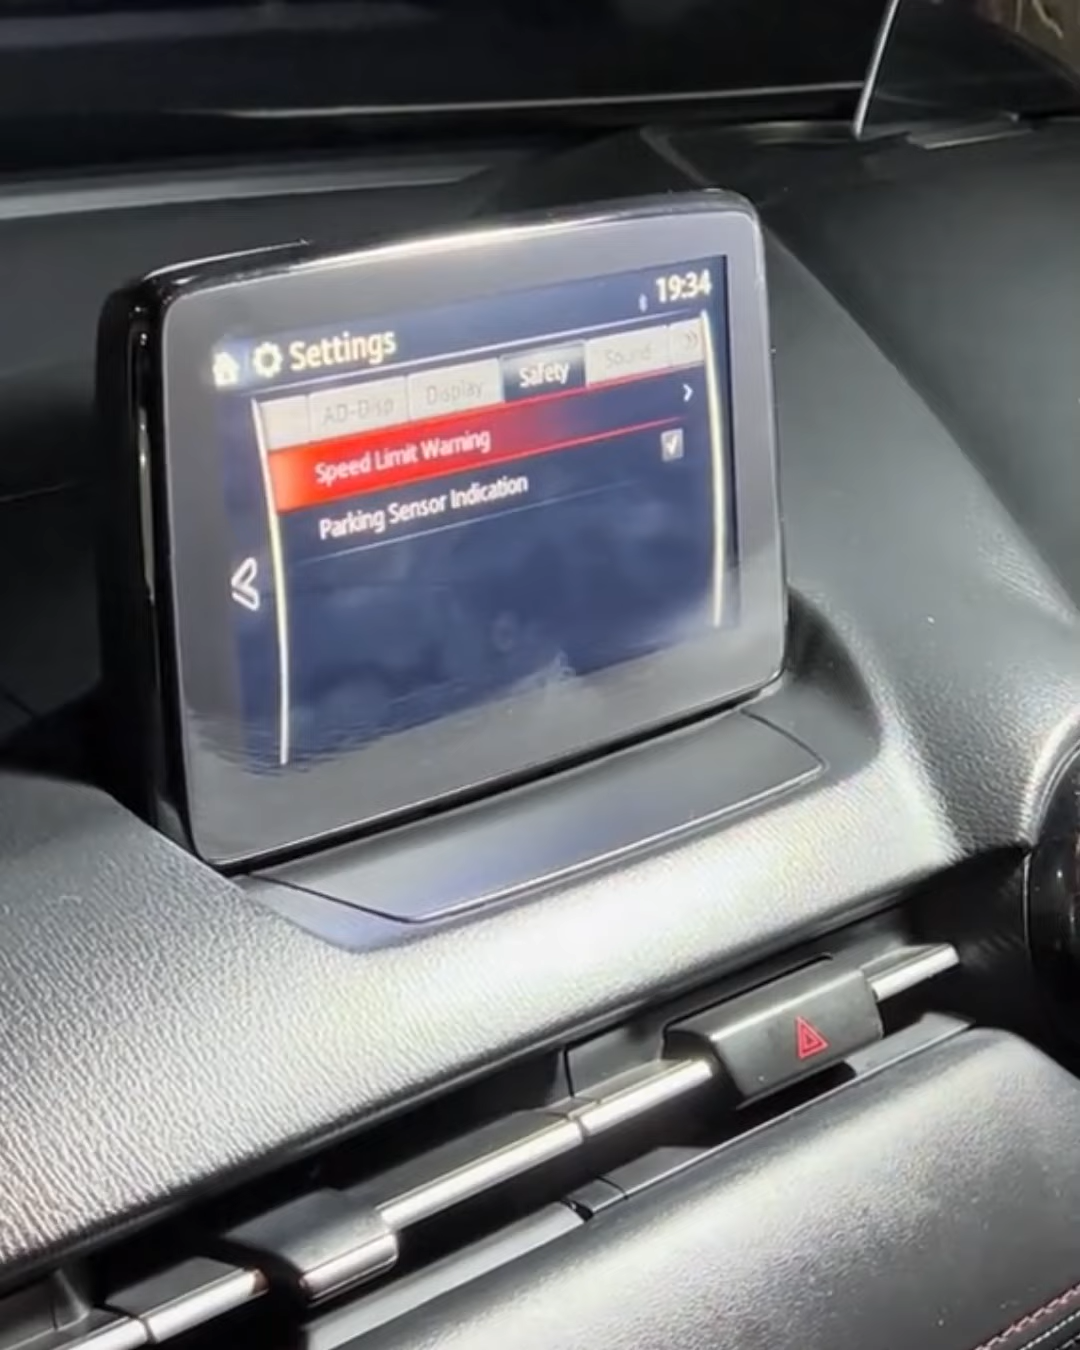 19:34
Settings
AD-Disp Display Safety Sound
Speed Limit Warning
Parking Sensor Indication